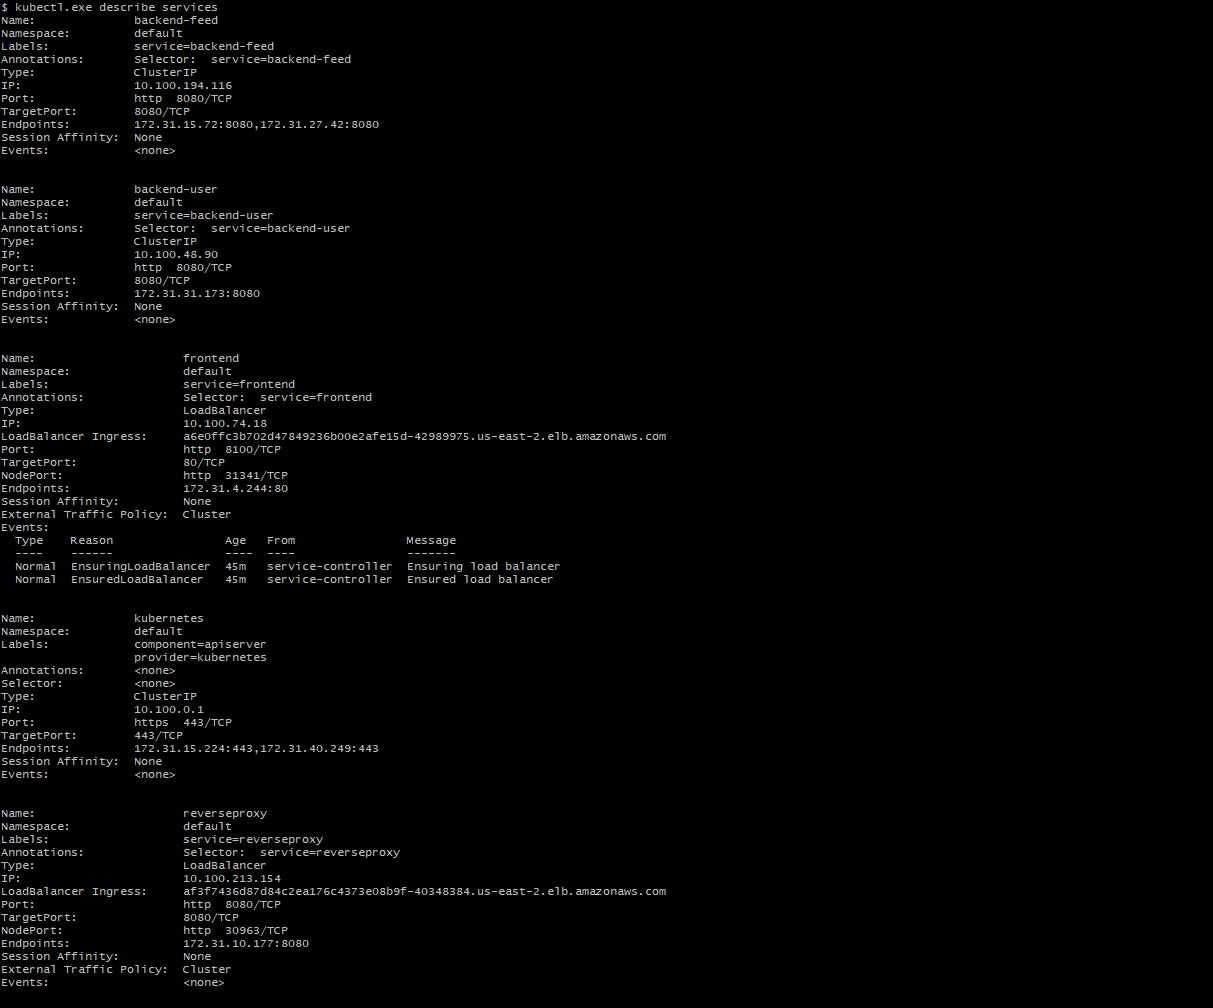 $ kubectl.exe describe services
Name:              backend-feed
Namespace:         default
Labels:            service=backend-feed
Annotations:       Selector:  service=backend-feed
Type:              ClusterIP
IP:                10.100.194.116
Port:              http  8080/TCP
TargetPort:        8080/TCP
Endpoints:         172.31.15.72:8080,172.31.27.42:8080
Session Affinity:  None
Events:            <none>
Name:              backend-user
Namespace:         default
Labels:            service=backend-user
Annotations:       Selector:  service=backend-user
Type:              ClusterIP
IP:                10.100.48.90
Port:              http  8080/TCP
TargetPort:        8080/TCP
Endpoints:         172.31.31.173:8080
Session Affinity:  None
Events:            <none>
Name:                     frontend
Namespace:                default
Labels:                   service=frontend
Annotations:              Selector:  service=frontend
Type:                     LoadBalancer
IP:                       10.100.74.18
LoadBalancer Ingress:     a6e0ffc3b702d47849236b00e2afe15d-42989975.us-east-2.elb.amazonaws.com
Port:                     http  8100/TCP
TargetPort:               80/TCP
NodePort:                 http  31341/TCP
Endpoints:                172.31.4.244:80
Session Affinity:         None
External Traffic Policy:  Cluster
Events:
  Type    Reason                Age   From                Message
  ----    ------                ----  ----                -------
  Normal  EnsuringLoadBalancer  45m   service-controller  Ensuring load balancer
  Normal  EnsuredLoadBalancer   45m   service-controller  Ensured load balancer
Name:              kubernetes
Namespace:         default
Labels:            component=apiserver
                   provider=kubernetes
Annotations:       <none>
Selector:          <none>
Type:              ClusterIP
IP:                10.100.0.1
Port:              https  443/TCP
TargetPort:        443/TCP
Endpoints:         172.31.15.224:443,172.31.40.249:443
Session Affinity:  None
Events:            <none>
Name:                     reverseproxy
Namespace:                default
Labels:                   service=reverseproxy
Annotations:              Selector:  service=reverseproxy
Type:                     LoadBalancer
IP:                       10.100.213.154
LoadBalancer Ingress:     af3f7436d87d84c2ea176c4373e08b9f-40348384.us-east-2.elb.amazonaws.com
Port:                     http  8080/TCP
TargetPort:               8080/TCP
NodePort:                 http  30963/TCP
Endpoints:                172.31.10.177:8080
Session Affinity:         None
External Traffic Policy:  Cluster
Events:                   <none>